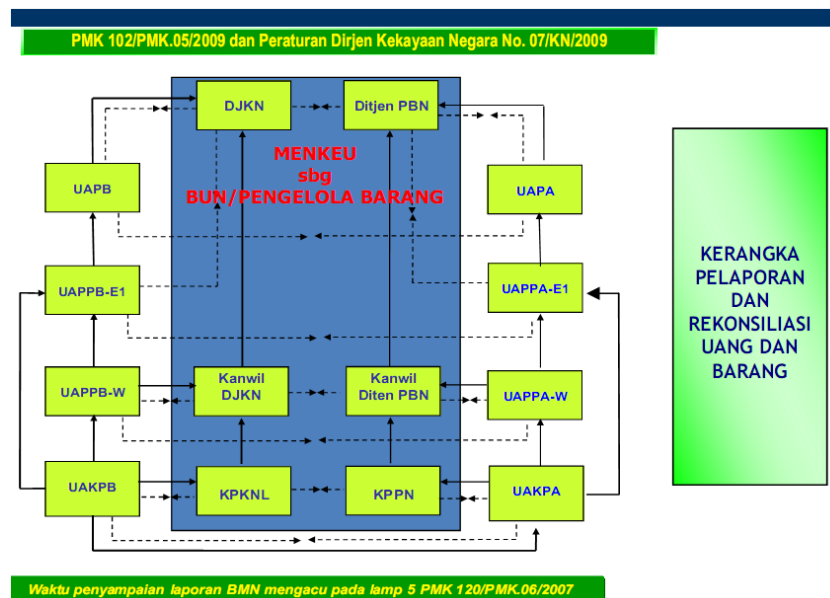 PMK 102/PMK.05/2009 dan Peraturan Dirjen Kekayaan Negara No. 07/KN/2009
DJKN
Ditjen PBN
MENKEU
sbg
BUN/PENGELOLA BARANG
UAPB
UAPA
UAPPB-E1
UAPPA-E1
KERANGKA
PELAPORAN
DAN
REKONSILIASI
UANG DAN
BARANG
UAPPB-W
Kanwil
DJKN
Kanwil
Diten PBN
UAPPA-W
UAKPB
KPKNL
KPPN
UAKPA
Waktu penyampaian laporan BMN mengacu pada lamp 5 PMK 120/PMK.06/2007